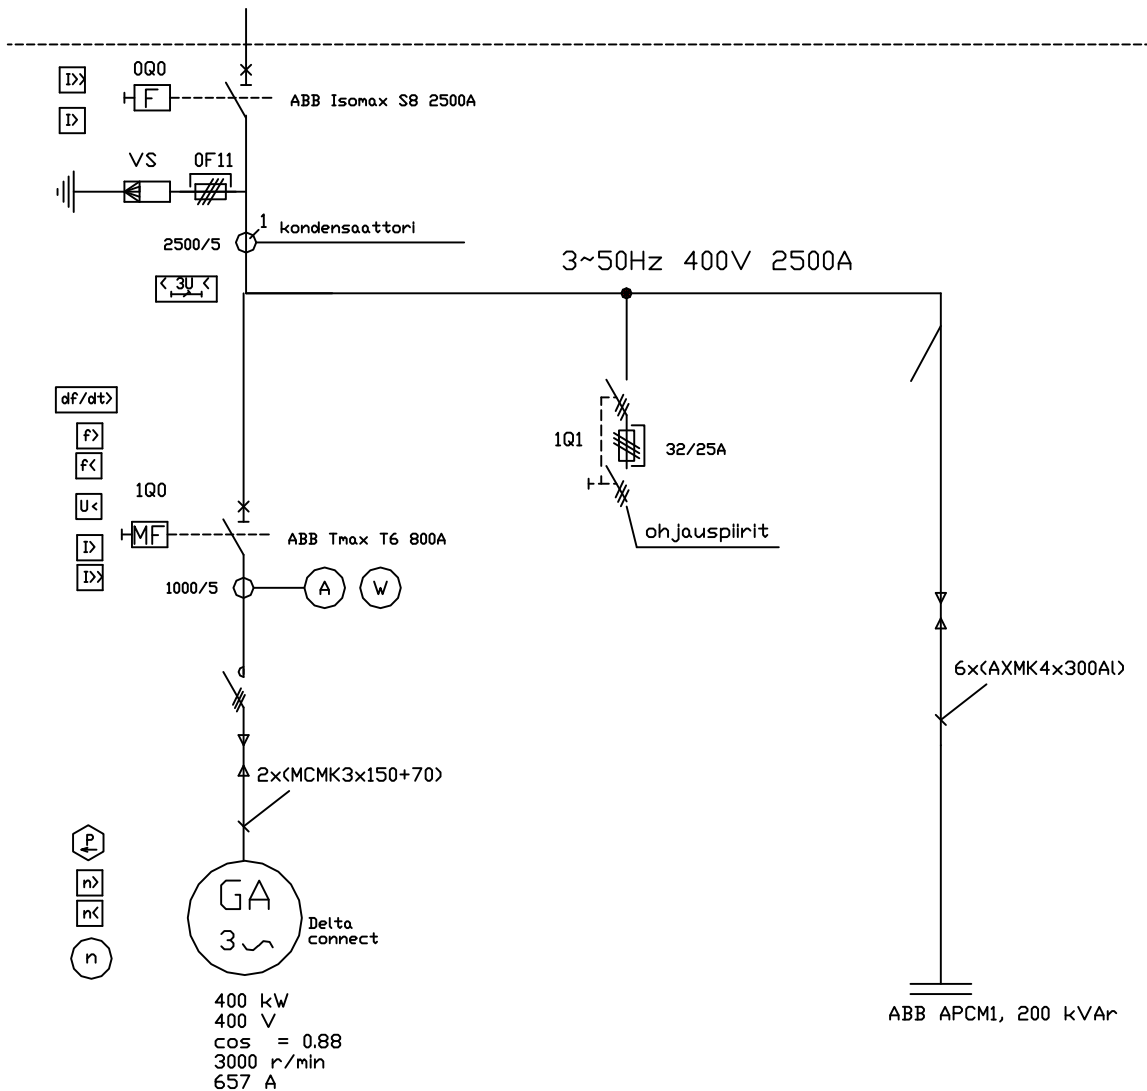 I>>
0Q0
F
ABB Isomax S8 2500A
I>
VS
0F11
1
kondensaattori
2500/5
3~50Hz 400V 2500A
< 3U <
df/dt>
f>
f<
1Q1
32/25A
U<
1Q0
MF
ABB Tmax T6 800A
ohjauspiirit
I>
I>>
1000/5
A
W
6x(AXMK4x300Al)
2x(MCMK3x150+70)
P
n>
n<
GA
3
Delta
connect
n
400 kW
400 V
cos = 0.88
3000 r/min
657 A
ABB APCM1, 200 kVAr